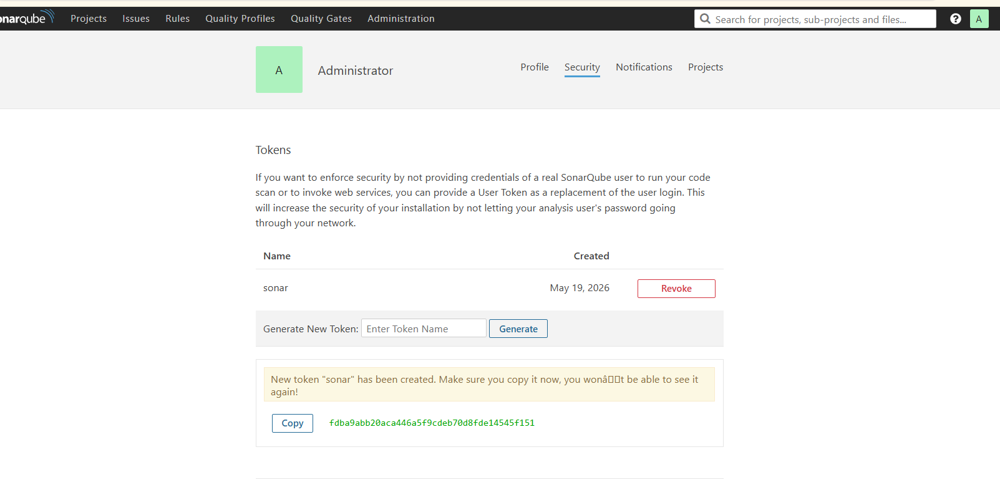 onarqube Projects Issues Rules Quality Profiles Quality Gates Administration Search for projects, sub-projects and files... ? A
A Administrator Profile Security Notifications Projects
Tokens
If you want to enforce security by not providing credentials of a real SonarQube user to run your code
scan or to invoke web services, you can provide a User Token as a replacement of the user login. This
will increase the security of your installation by not letting your analysis user's password going
through your network.
Name Created
sonar May 19, 2026 Revoke
Generate New Token: Enter Token Name Generate
New token "sonar" has been created. Make sure you copy it now, you wonâ▯▯t be able to see it
again!
Copy fdba9abb20aca446a5f9cdeb70d8fde14545f151